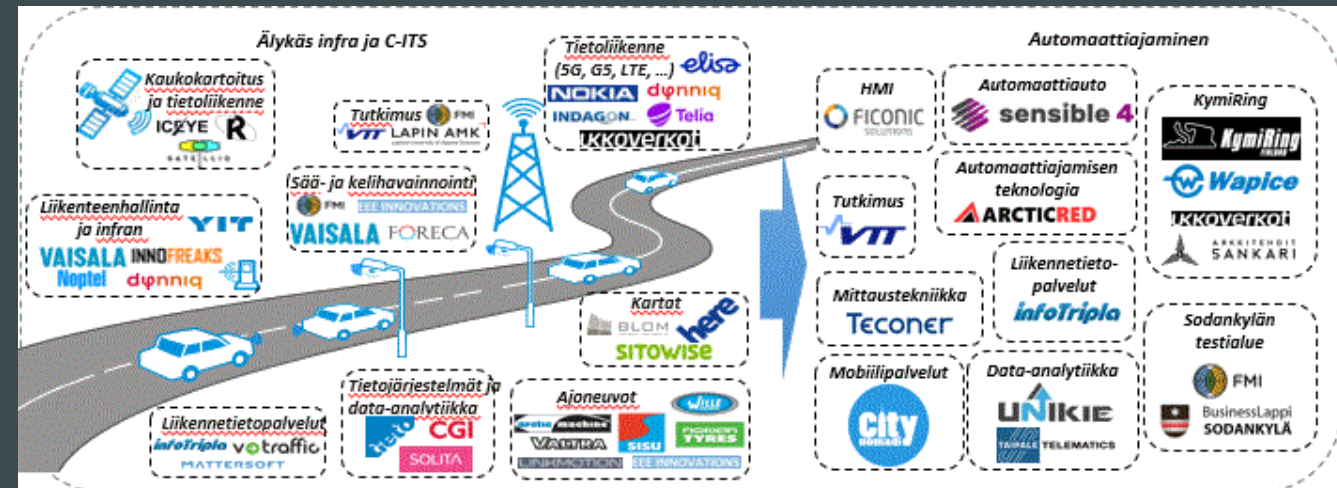 Älykäs infra ja C-ITS
Kaukokartoitus
ja tietoliikenne
ICEYE R
SATELLIO
Tutkimus FMI
VTT LAPIN AMK
Tietoliikenne
(5G, G5, LTE, ...) elisa
NOKIA dynniq
INDAGON Telia
UKKOVERKOT
Liikenteenhallinta
ja infran YIT
VAISALA INNOFREAKS
Noptel dynniq
Sää- ja kelihavainnointi
FMI EEE INNOVATIONS
VAISALA FORECA
Kartat
BLOM here
SITOWISE
Liikennetietopalvelut
infoTripla votraffic
MATTERSOFT
Tietojärjestelmät ja
data-analytiikka
tieto CGI
SOLITA
Ajoneuvot
WILLE
arctic machine
VALTRA SISU nokian TYRES
LINKMOTION EEE INNOVATIONS
Automaattiajaminen
HMI
FICONIC
SOLUTIONS
Automaattiauto
sensible 4
Automaattiajamisen
teknologia
ARCTICRED
KymiRing
KymiRing
FINLAND
Wapice
UKKOVERKOT
ARKKITEHDIT
SANKARI
Tutkimus
VTT
Liikennetieto-
palvelut
infoTripla
Mittaustekniikka
Teconer
Mobiilipalvelut
City
nomadi
Data-analytiikka
UNIKIE
TAIPALE TELEMATICS
Sodankylän
testialue
FMI
BusinessLappi
SODANKYLÄ